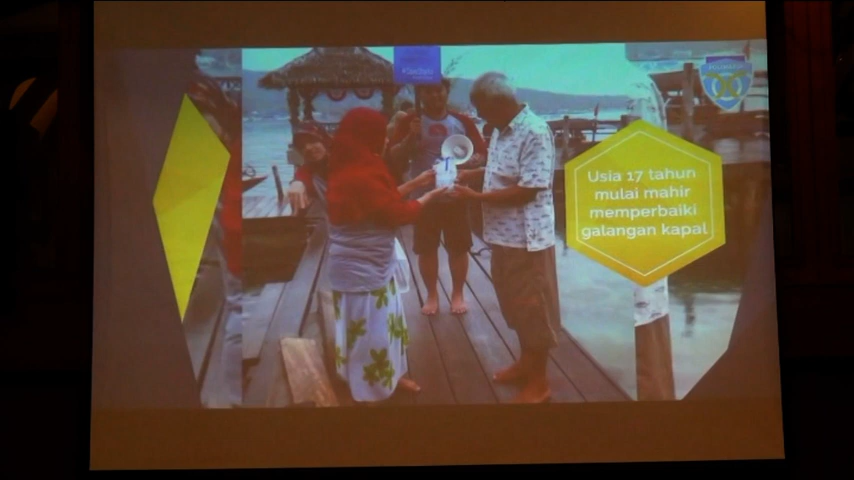 Usia 17 tahun
mulai mahir
memperbaiki
galangan kapal